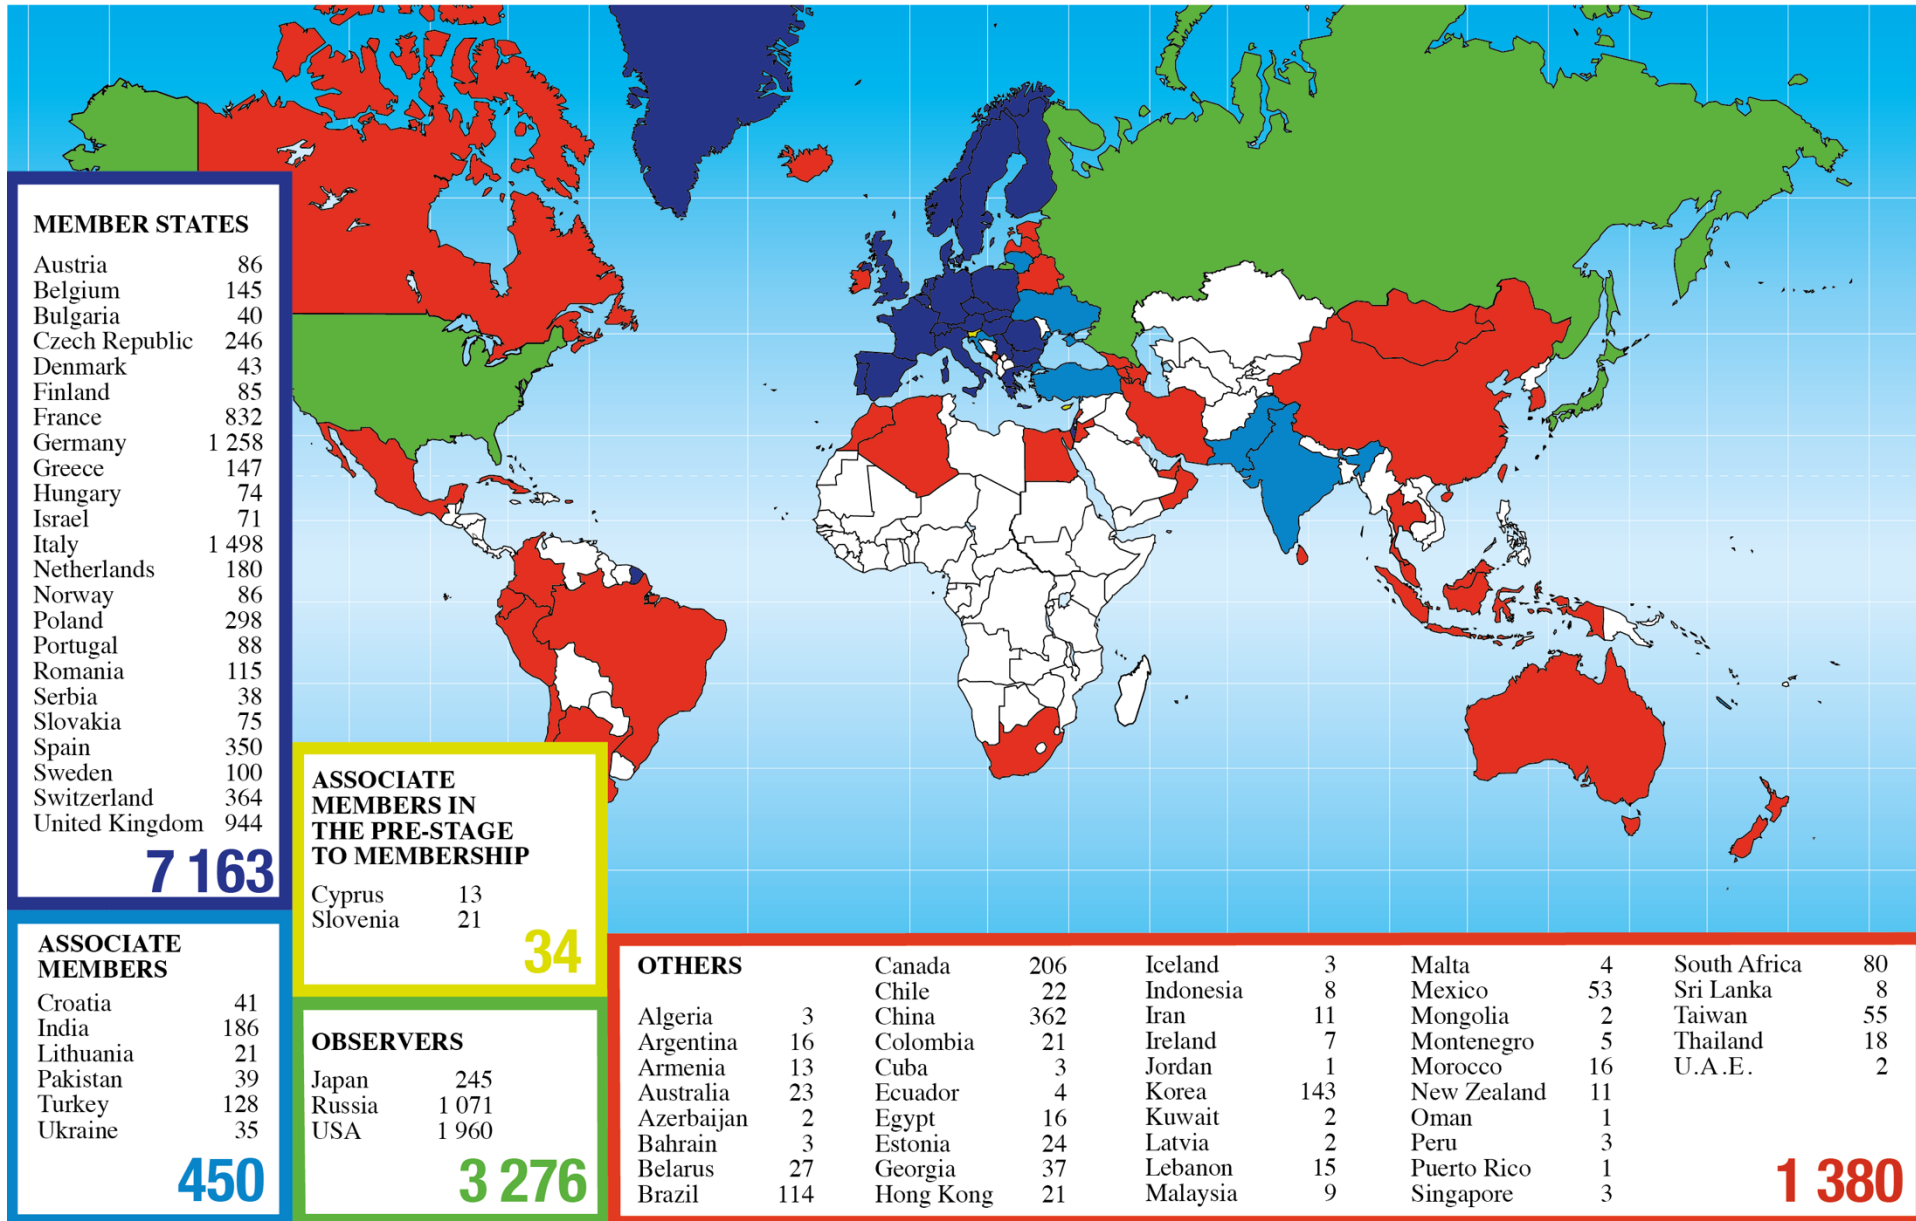 MEMBER STATES
Austria 86
Belgium 145
Bulgaria 40
Czech Republic 246
Denmark 43
Finland 85
France 832
Germany 1 258
Greece 147
Hungary 74
Israel 71
Italy 1 498
Netherlands 180
Norway 86
Poland 298
Portugal 88
Romania 115
Serbia 38
Slovakia 75
Spain 350
Sweden 100
Switzerland 364
United Kingdom 944
7 163
ASSOCIATE
MEMBERS
Croatia 41
India 186
Lithuania 21
Pakistan 39
Turkey 128
Ukraine 35
450
ASSOCIATE
MEMBERS IN
THE PRE-STAGE
TO MEMBERSHIP
Cyprus 13
Slovenia 21
34
OBSERVERS
Japan 245
Russia 1 071
USA 1 960
3 276
OTHERS
Algeria 3
Argentina 16
Armenia 13
Australia 23
Azerbaijan 2
Bahrain 3
Belarus 27
Brazil 114
Canada 206
Chile 22
China 362
Colombia 21
Cuba 3
Ecuador 4
Egypt 16
Estonia 24
Georgia 37
Hong Kong 21
Iceland 3
Indonesia 8
Iran 11
Ireland 7
Jordan 1
Korea 143
Kuwait 2
Latvia 2
Lebanon 15
Malaysia 9
Malta 4
Mexico 53
Mongolia 2
Montenegro 5
Morocco 16
New Zealand 11
Oman 1
Peru 3
Puerto Rico 1
Singapore 3
South Africa 80
Sri Lanka 8
Taiwan 55
Thailand 18
U.A.E. 2
1 380